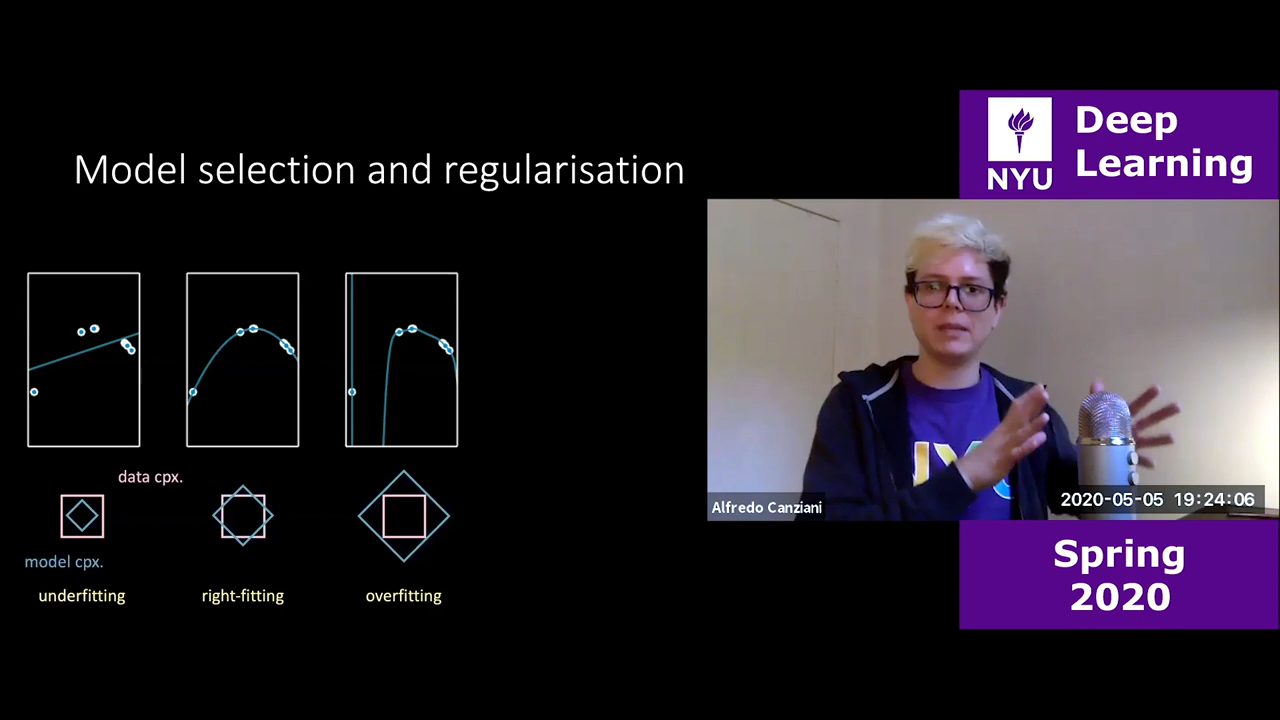 Model selection and regularisation
data cpx.
model cpx.
underfitting
right-fitting
overfitting
NYU
Deep
Learning
NYU
Alfredo Canziani
2020-05-05 19:24:06
Spring
2020